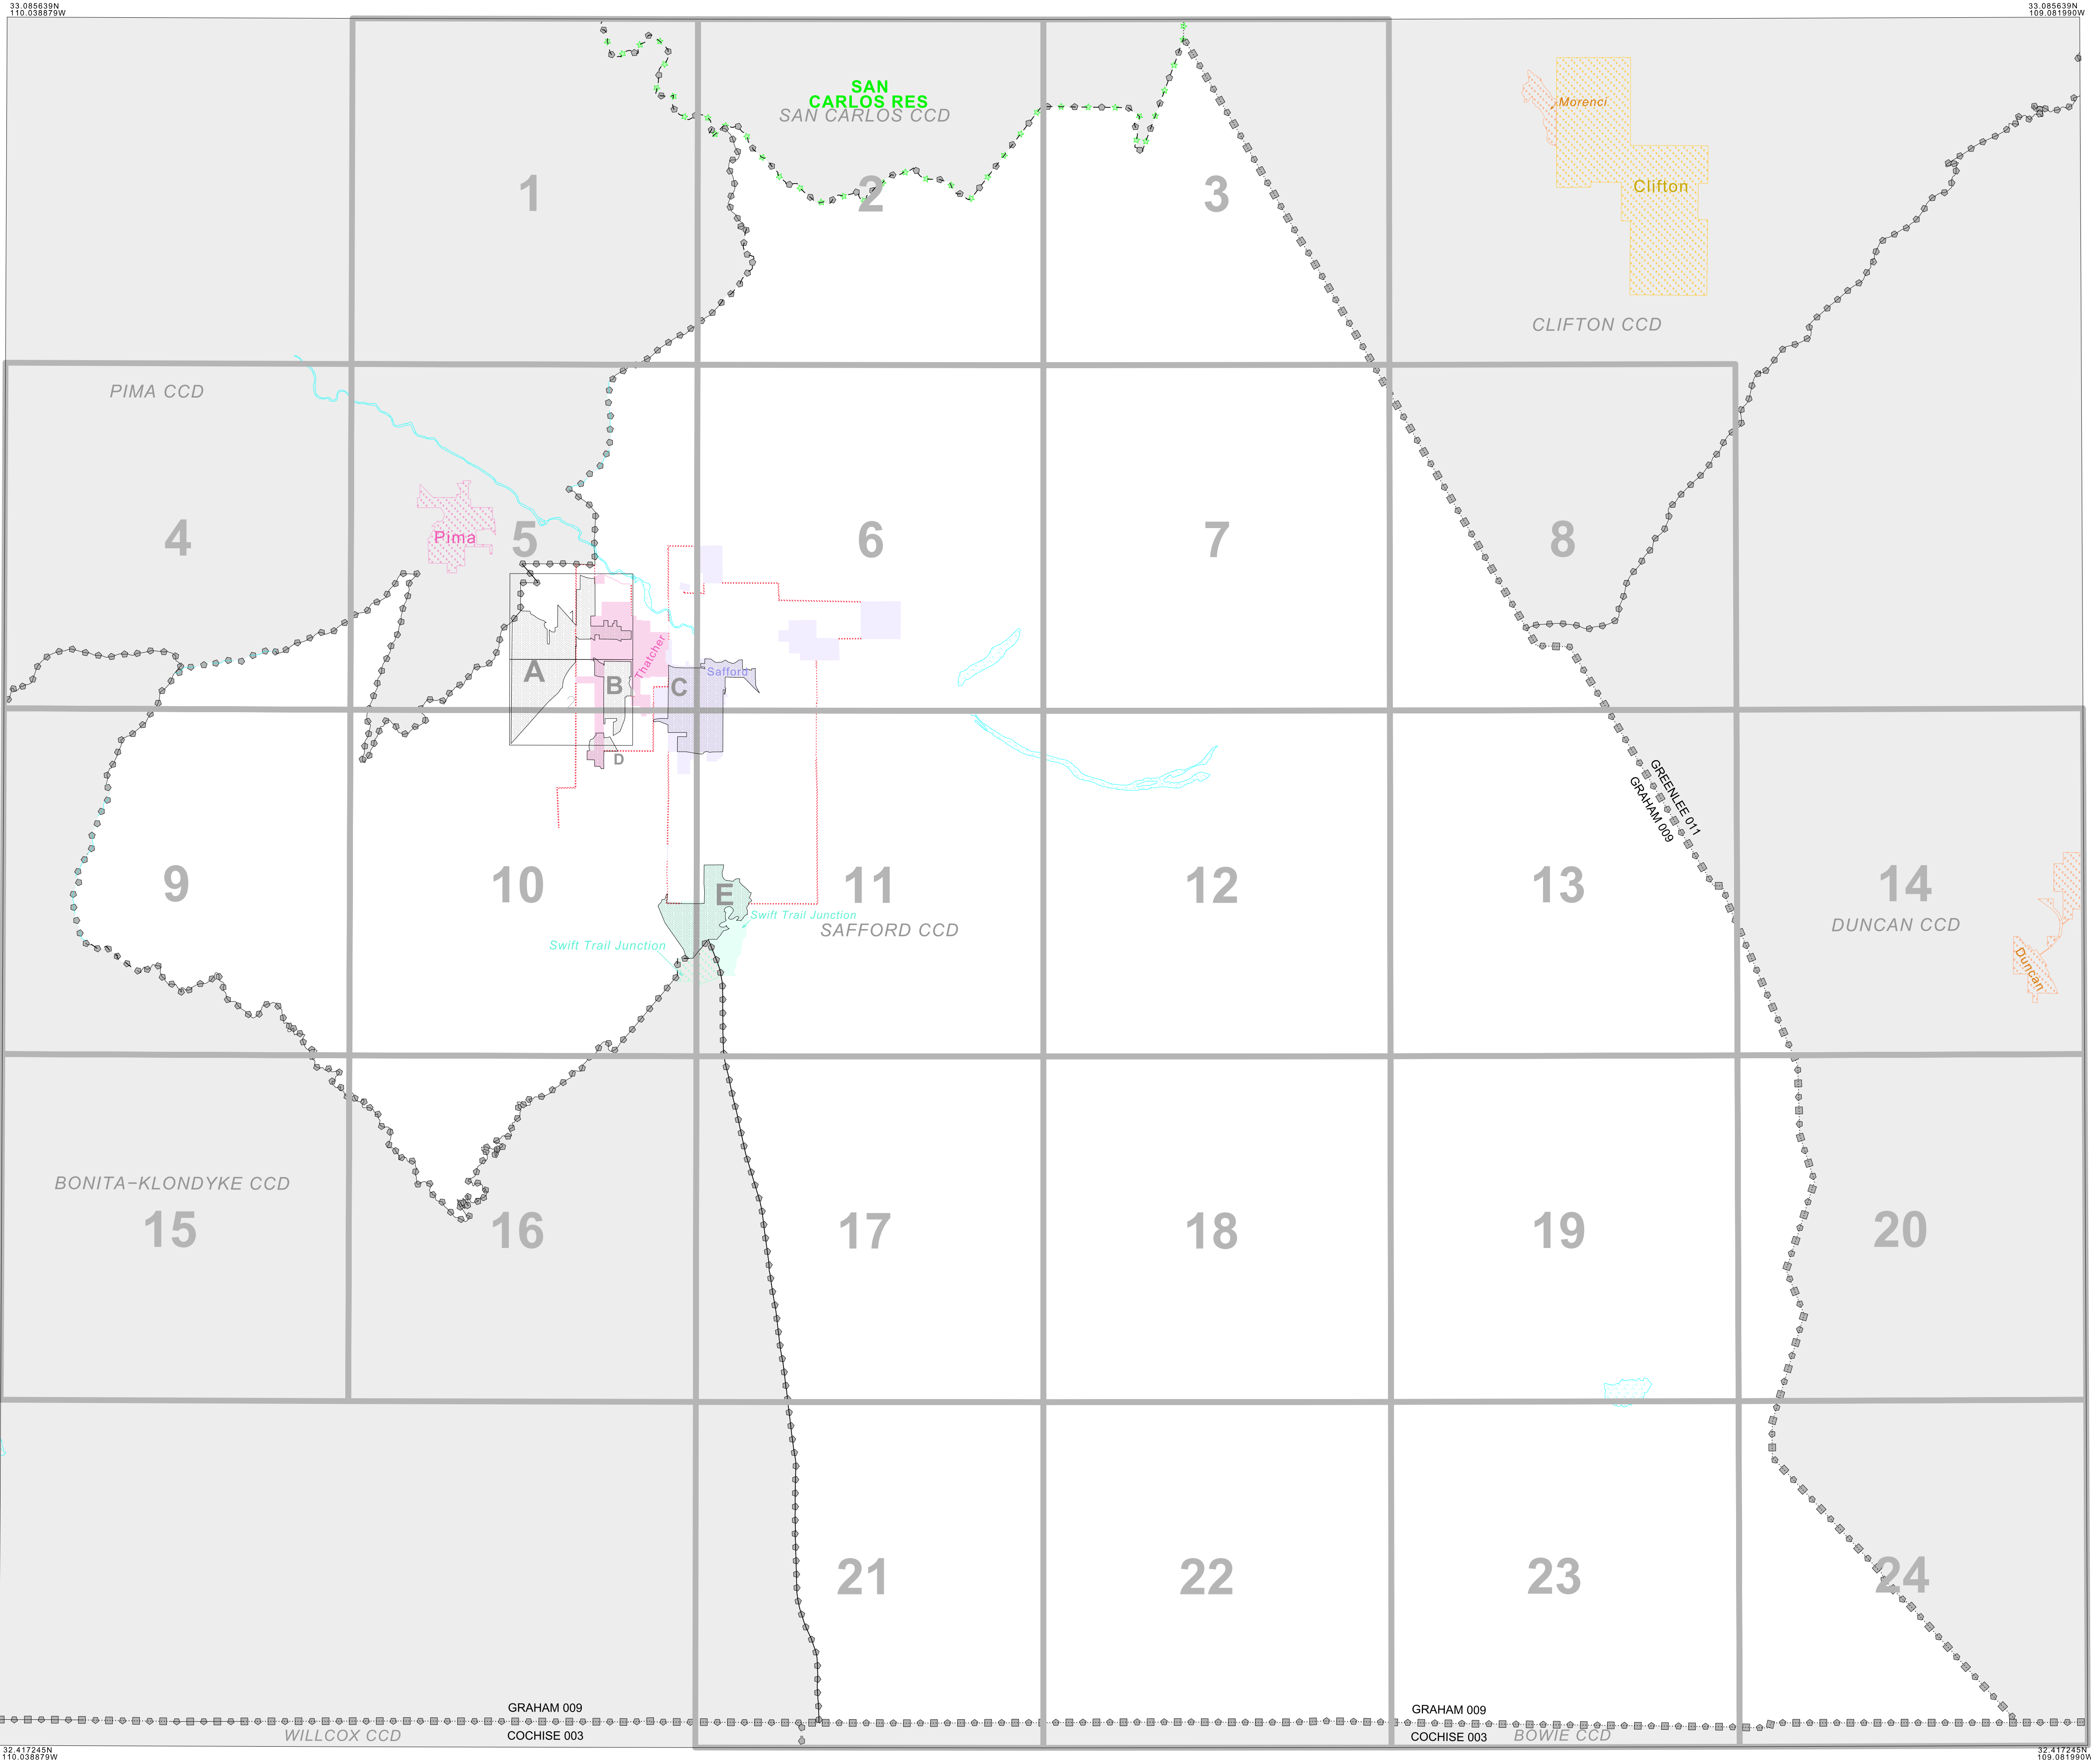 33.085639N
110.038879W
33.085639N
109.081990W
SAN
CARLOS RES
SAN CARLOS CCD
Morenci
Clifton
1
2
3
CLIFTON CCD
PIMA CCD
4
Pima
5
6
7
8
Thatcher
A
B
C
Safford
D
GREENLEE 011
GRAHAM 009
9
10
E
11
12
13
14
Swift Trail Junction
Swift Trail Junction
SAFFORD CCD
DUNCAN CCD
Duncan
BONITA-KLONDYKE CCD
15
16
17
18
19
20
21
22
23
24
GRAHAM 009
GRAHAM 009
WILLCOX CCD
COCHISE 003
COCHISE 003
BOWIE CCD
32.417245N
110.038879W
32.417245N
109.081990W